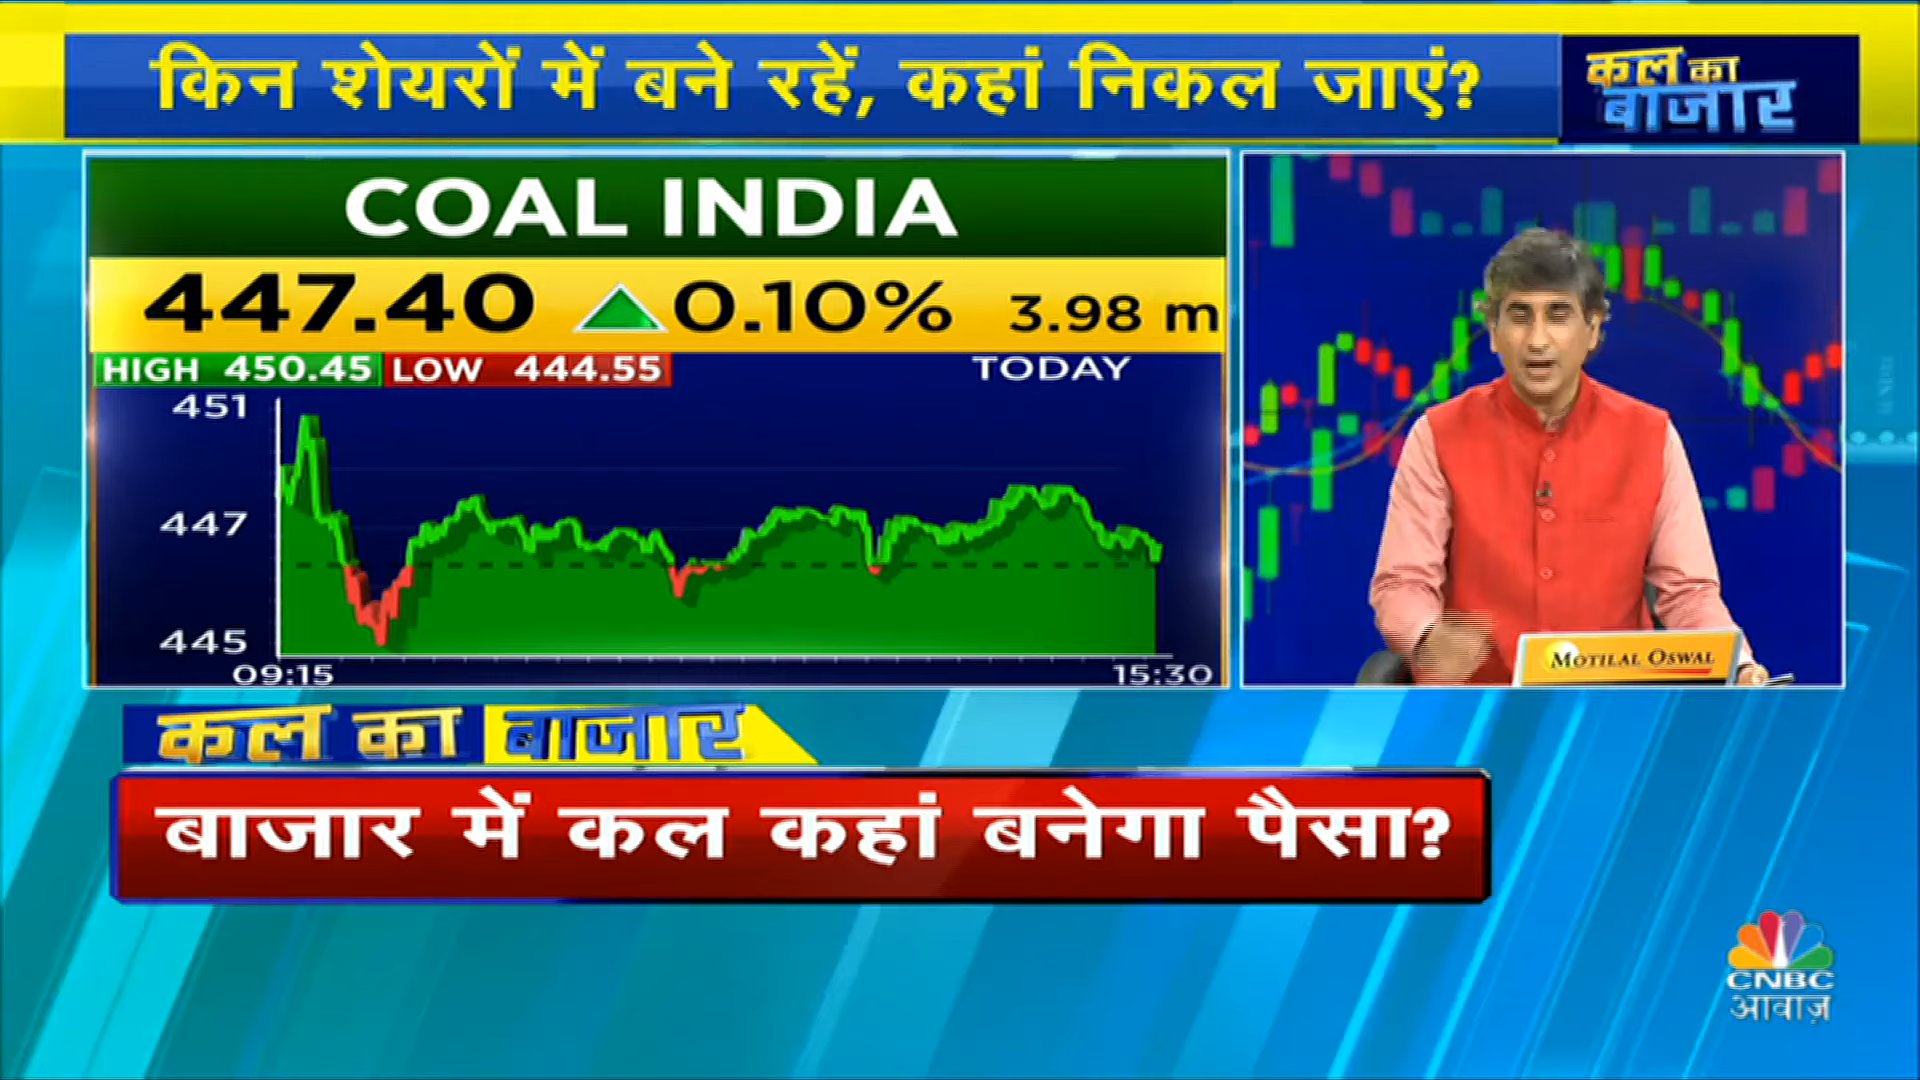 किन शेयरों में बने रहें, कहां निकल जाएं?
कल का
बाजार
COAL INDIA
447.40 0.10% 3.98 m
HIGH 450.45 LOW 444.55 TODAY
451
447
445
09:15 15:30
MOTILAL OSWAL
कल का बाजार
बाजार में कल कहां बनेगा पैसा?
CNBC
आवाज़